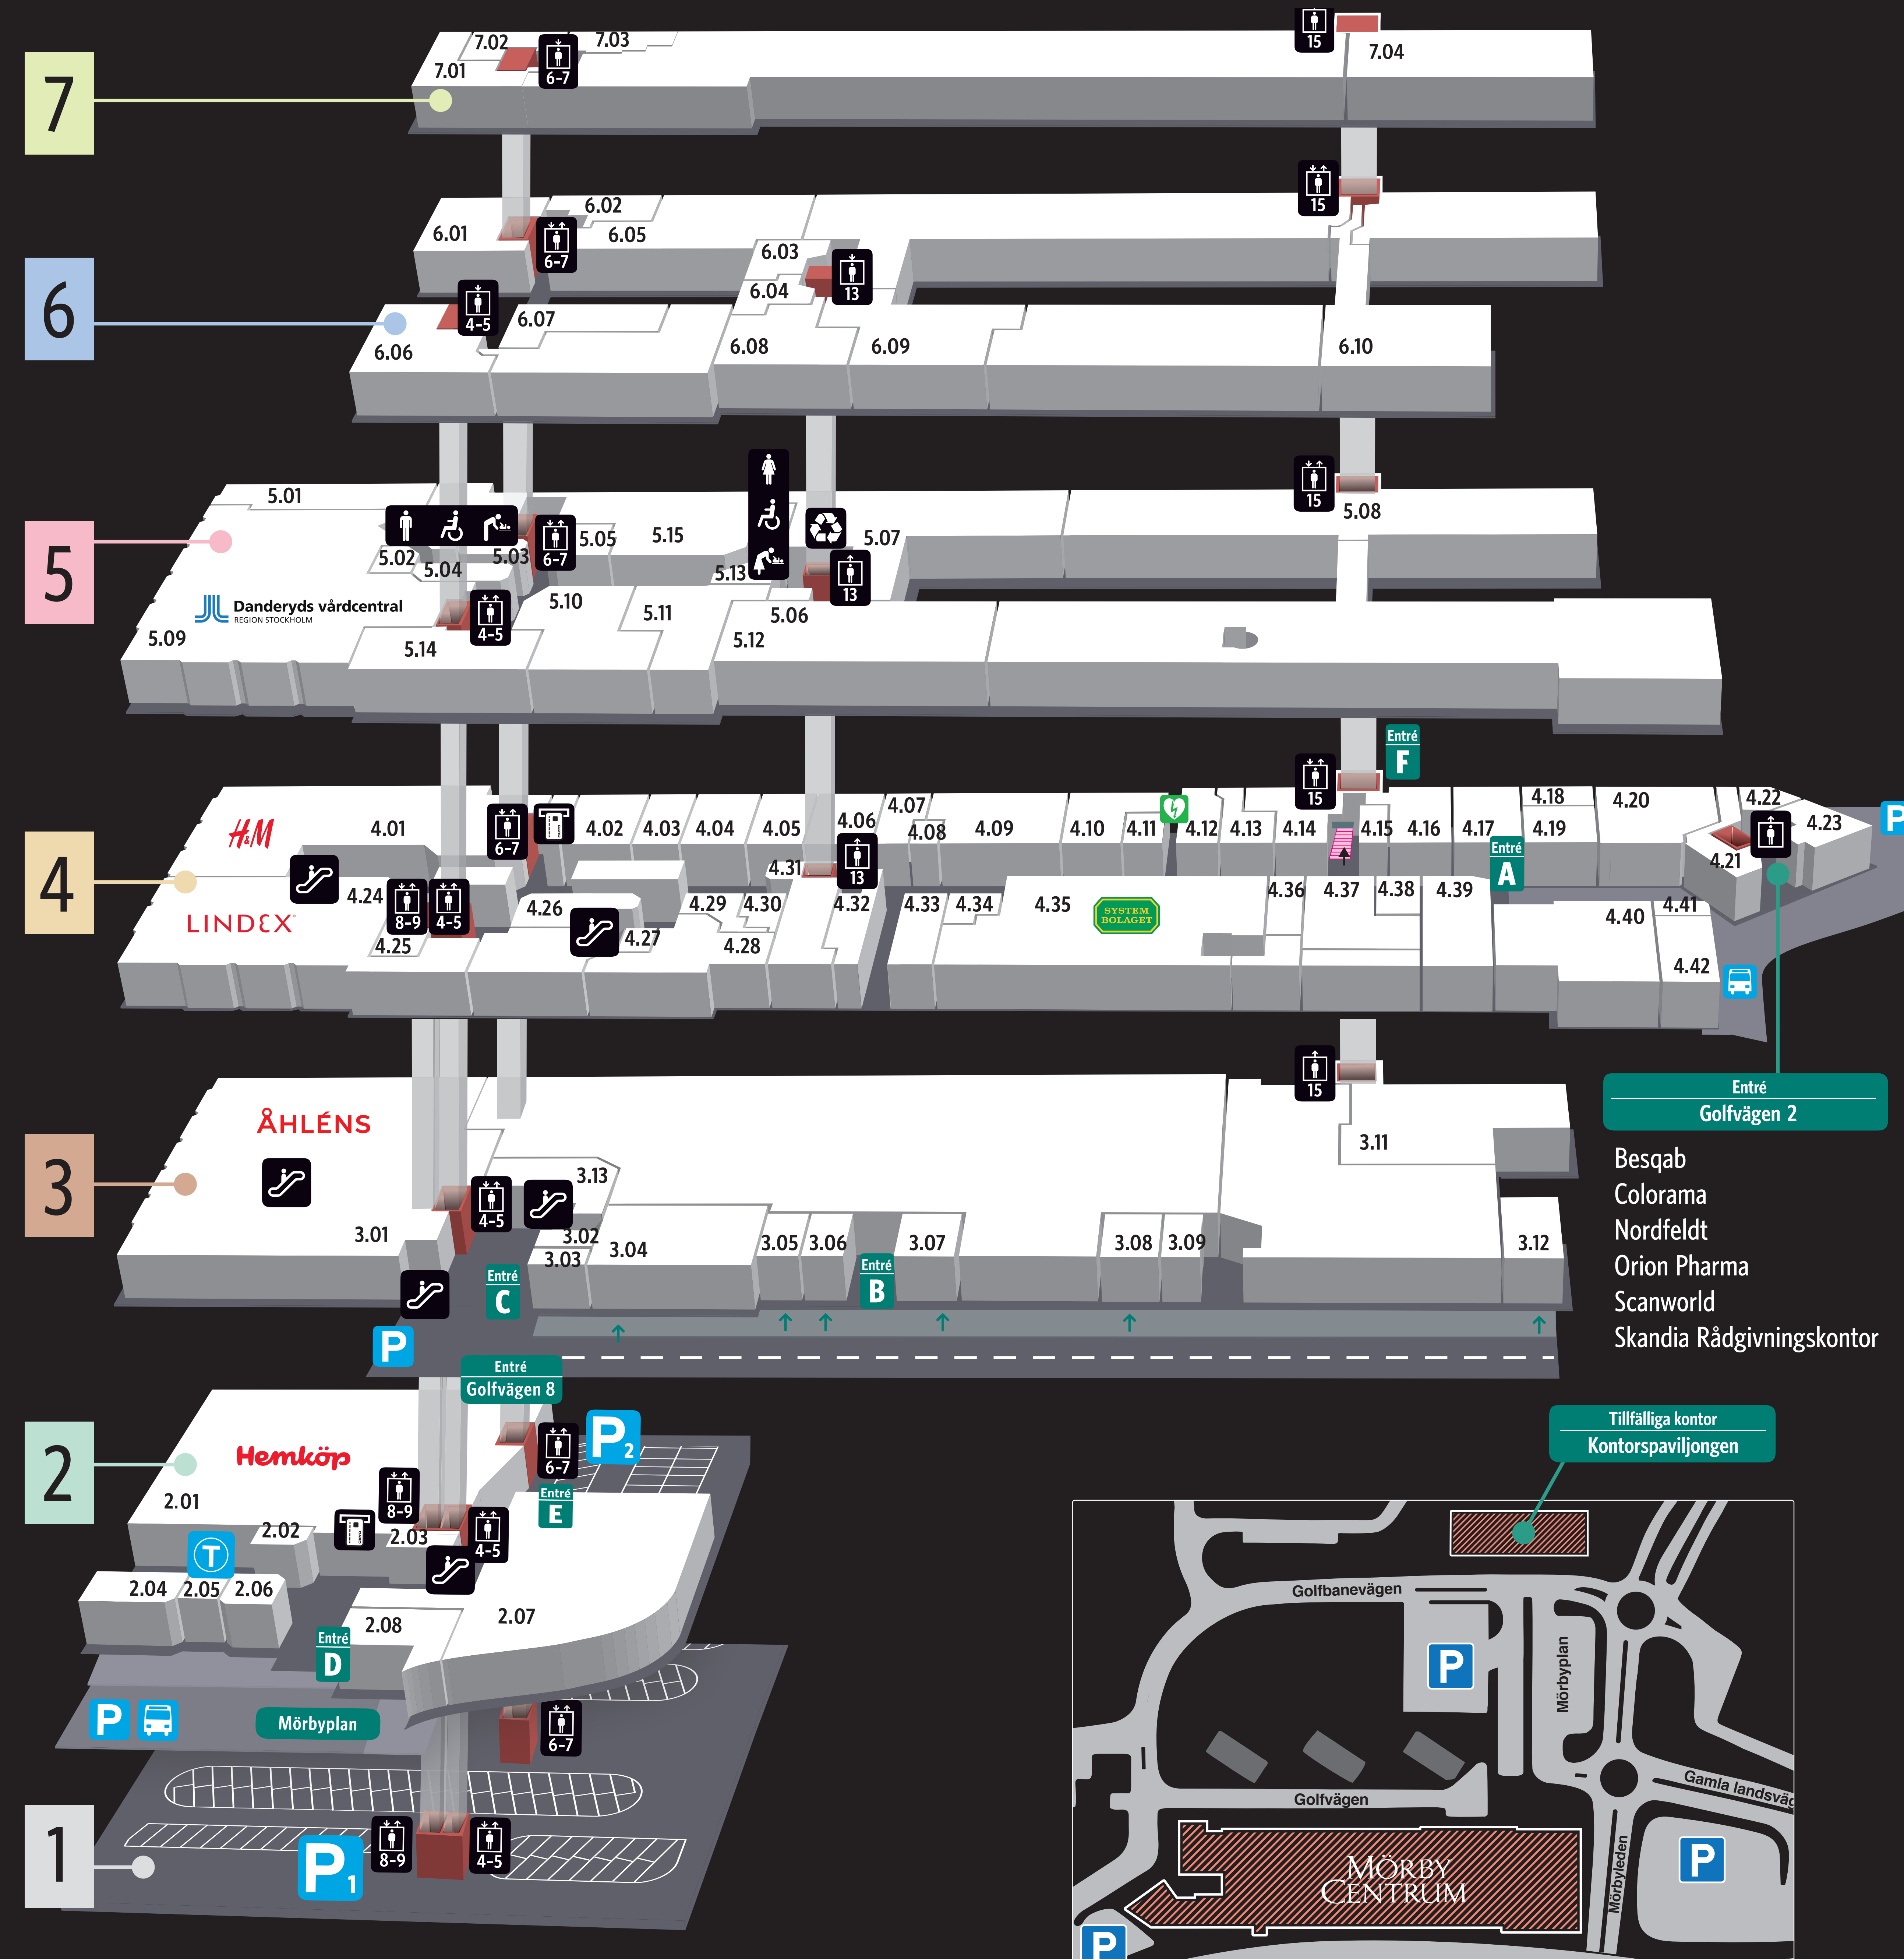 7
7.02
7.03
7.01
6-7
15
7.04
6
6.01
6.02
6.05
6-7
15
6.03
6.04
13
4-5
6.07
6.06
6.08
6.09
6.10
5
5.01
5.02
5.04
5.03
6-7
5.05
5.15
5.13
5.07
13
15
5.08
Danderyds vårdcentral
REGION STOCKHOLM
5.09
4-5
5.14
5.10
5.11
5.12
5.06
Entré
F
15
4
H&M
4.01
6-7
4.02
4.03
4.04
4.05
4.06
4.07
4.08
4.09
4.10
4.11
4.12
4.13
4.14
4.15
4.16
4.17
4.18
4.19
4.20
4.22
4.23
4.21
P
13
Entré
A
LINDEX
4.24
8-9
4-5
4.25
4.26
4.27
4.29
4.30
4.31
4.28
4.32
4.33
4.34
4.35
SYSTEM
BOLAGET
4.36
4.37
4.38
4.39
4.40
4.41
4.42
Entré
Golfvägen 2
Besqab
Colorama
Nordfeldt
Orion Pharma
Scanworld
Skandia Rådgivningskontor
3
ÅHLÉNS
15
3.11
3.13
4-5
3.01
3.02
3.03
3.04
3.05
3.06
3.07
3.08
3.09
3.12
Entré
C
Entré
B
P
Entré
Golfvägen 8
2
Hemköp
P2
6-7
2.01
8-9
Entré
E
2.02
2.03
4-5
T
2.04
2.05
2.06
2.07
2.08
Entré
D
P
Mörbyplan
6-7
1
P1
8-9
4-5
Tillfälliga kontor
Kontorspaviljongen
Golfbanevägen
P
Mörbyplan
Golfvägen
Gamla landsväg
Mörbyleden
P
MÖRBY
CENTRUM
P